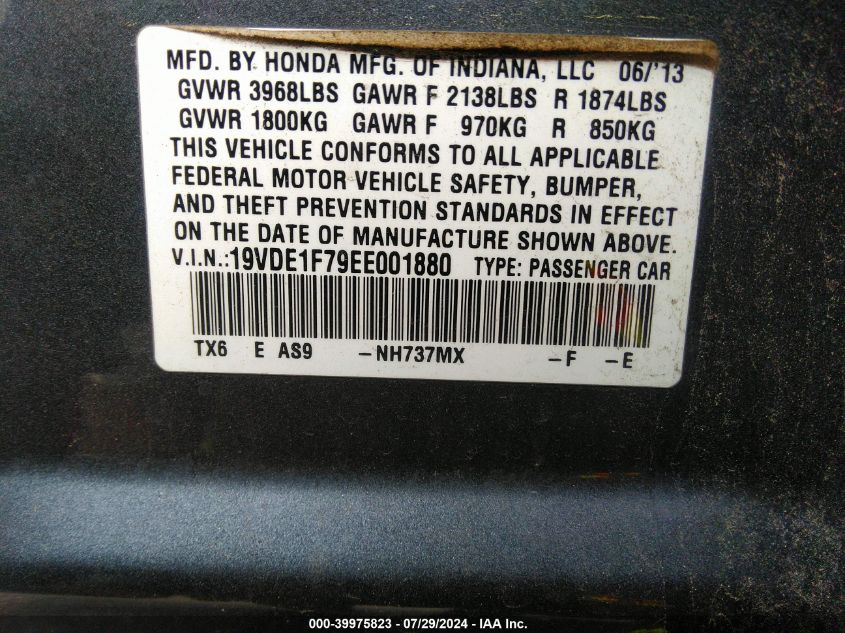 MFD. BY HONDA MFG. OF INDIANA, LLC 06/'13
GVWR 3968LBS GAWR F 2138LBS R 1874LBS
GVWR 1800KG GAWR F 970KG R 850KG
THIS VEHICLE CONFORMS TO ALL APPLICABLE
FEDERAL MOTOR VEHICLE SAFETY, BUMPER,
AND THEFT PREVENTION STANDARDS IN EFFECT
ON THE DATE OF MANUFACTURE SHOWN ABOVE.
V.I.N.:19VDE1F79EE001880 TYPE: PASSENGER CAR
TX6 E AS9 –NH737MX –F –E
000-39975823 / 07/29/2024 - IAA Inc.